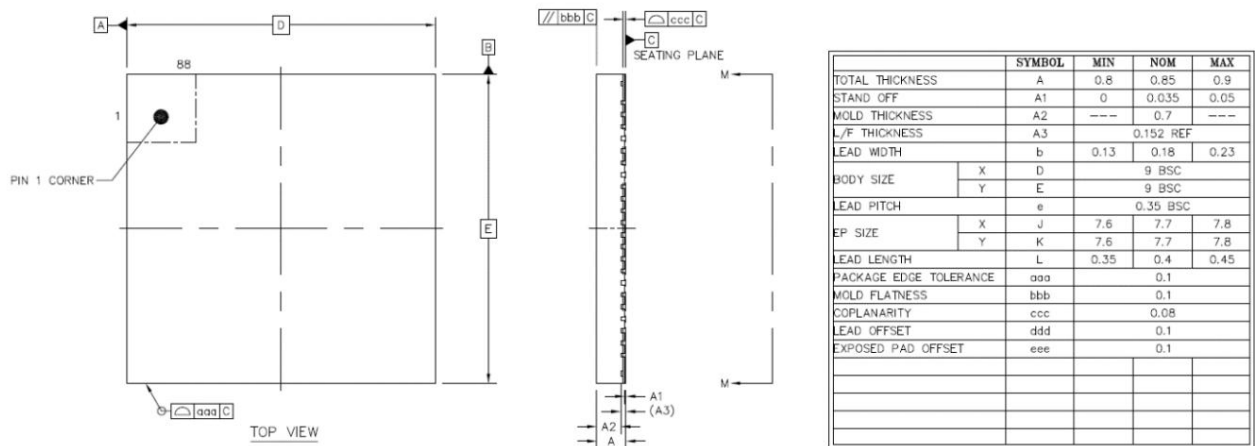 A
D
B
88
1
PIN 1 CORNER
E
aaa C
TOP VIEW
// bbb C
ccc C
C
SEATING PLANE
M
M
A1
(A3)
A2
A
SYMBOL MIN NOM MAX
TOTAL THICKNESS A 0.8 0.85 0.9
STAND OFF A1 0 0.035 0.05
MOLD THICKNESS A2 --- 0.7 ---
L/F THICKNESS A3 0.152 REF
LEAD WIDTH b 0.13 0.18 0.23
BODY SIZE X D 9 BSC
Y E 9 BSC
LEAD PITCH e 0.35 BSC
EP SIZE X J 7.6 7.7 7.8
Y K 7.6 7.7 7.8
LEAD LENGTH L 0.35 0.4 0.45
PACKAGE EDGE TOLERANCE aaa 0.1
MOLD FLATNESS bbb 0.1
COPLANARITY ccc 0.08
LEAD OFFSET ddd 0.1
EXPOSED PAD OFFSET eee 0.1